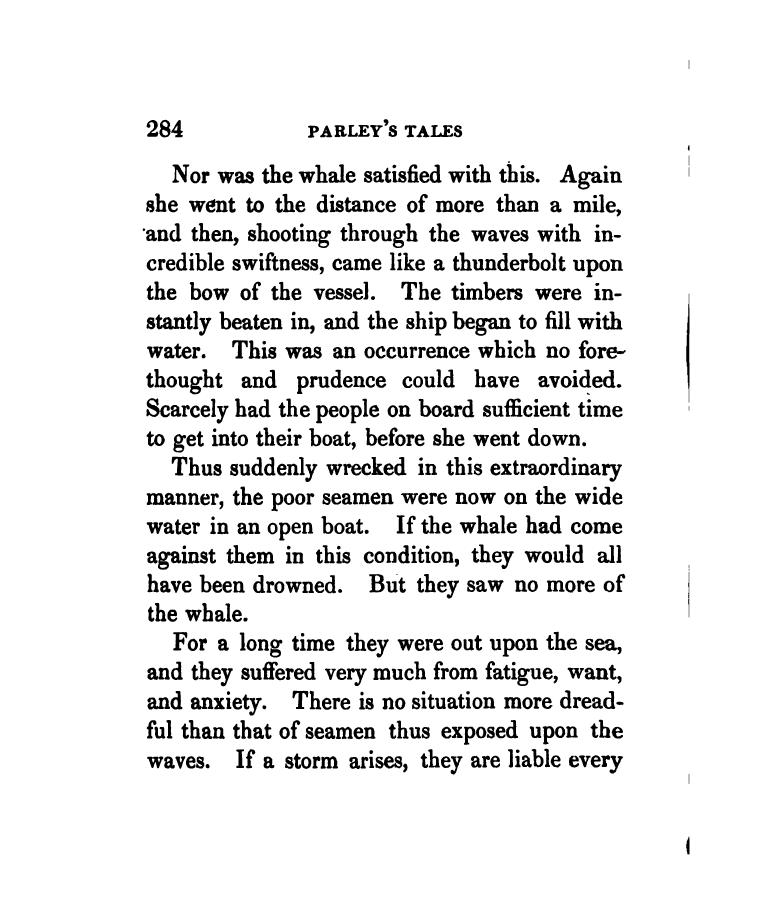 284 PARLEY'S TALES
Nor was the whale satisfied with this. Again
she went to the distance of more than a mile,
and then, shooting through the waves with in-
credible swiftness, came like a thunderbolt upon
the bow of the vessel. The timbers were in-
stantly beaten in, and the ship began to fill with
water. This was an occurrence which no fore-
thought and prudence could have avoided.
Scarcely had the people on board sufficient time
to get into their boat, before she went down.
Thus suddenly wrecked in this extraordinary
manner, the poor seamen were now on the wide
water in an open boat. If the whale had come
against them in this condition, they would all
have been drowned. But they saw no more of
the whale.
For a long time they were out upon the sea,
and they suffered very much from fatigue, want,
and anxiety. There is no situation more dread-
ful than that of seamen thus exposed upon the
waves. If a storm arises, they are liable every